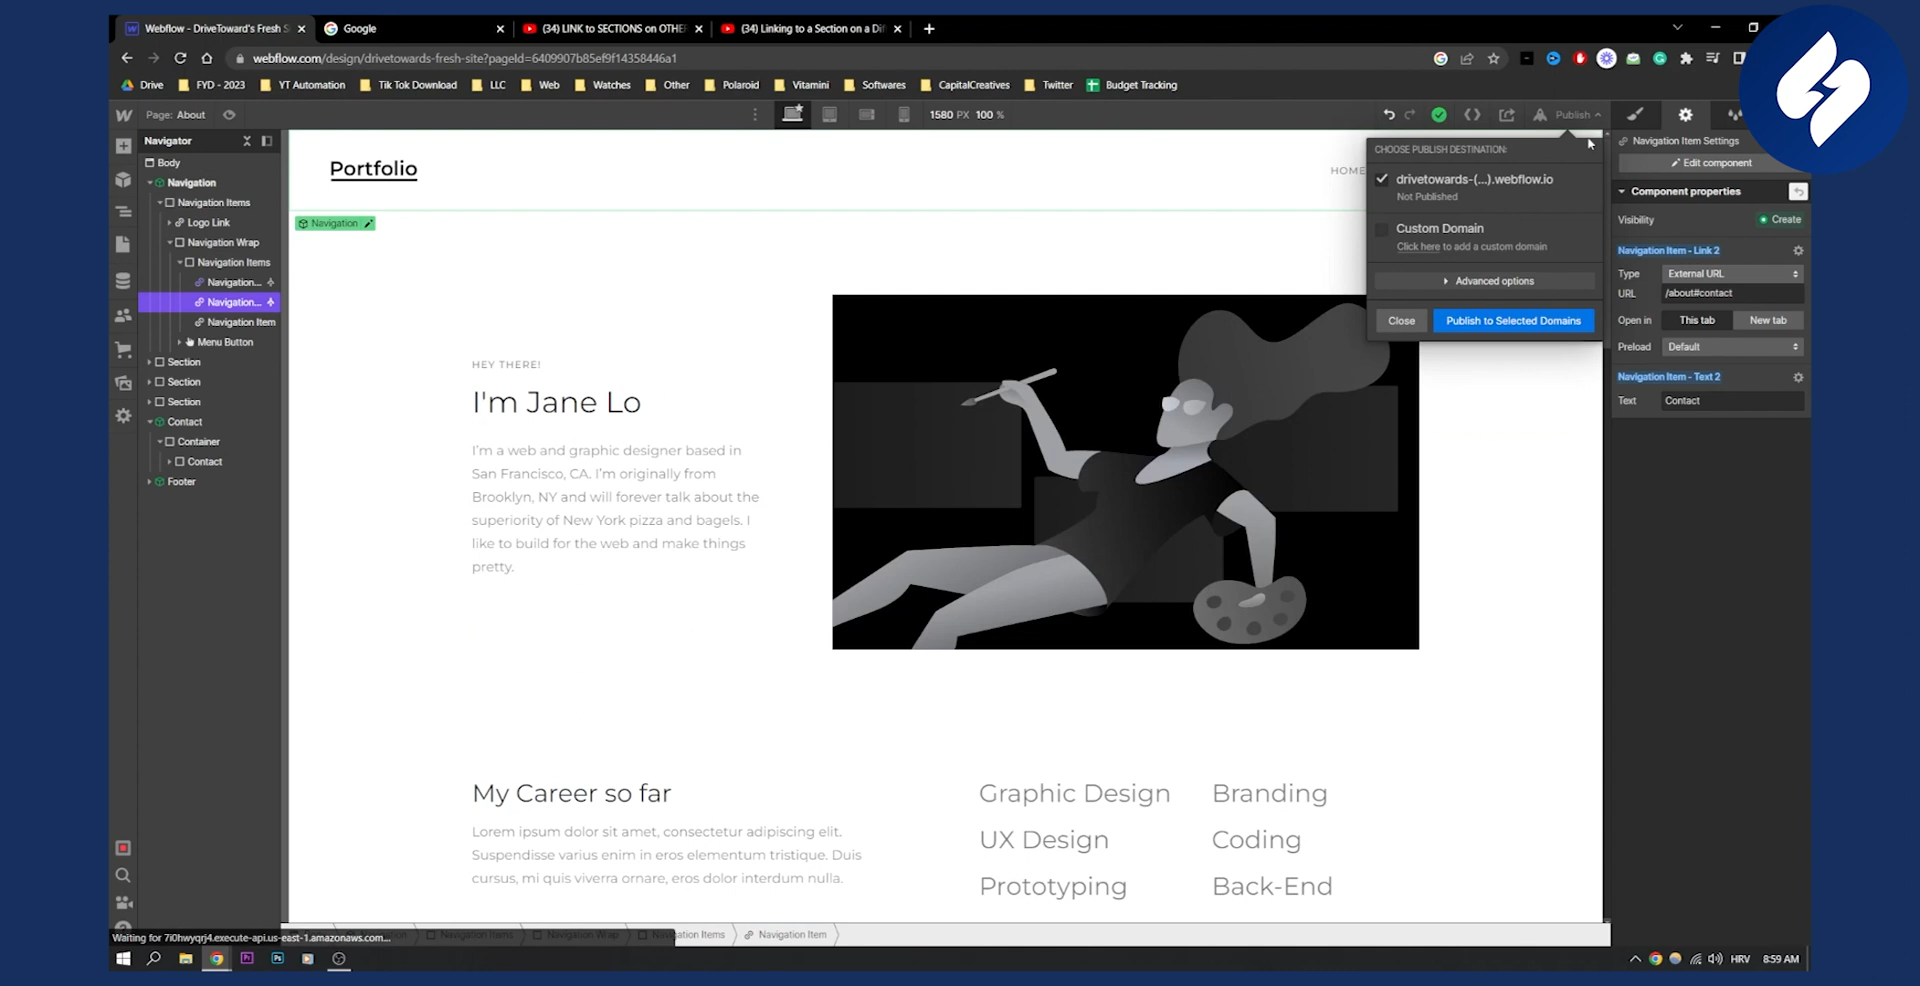 Webflow - DriveToward's Fresh S
Google
(34) LINK to SECTIONS on OTHE
(34) Linking to a Section on a Di
webflow.com/design/drivetowards-fresh-site?pageId=6409907b85ef9f14358446a1
Drive
FYD - 2023
YT Automation
Tik Tok Download
LLC
Web
Watches
Other
Polaroid
Vitamini
Softwares
CapitalCreatives
Twitter
Budget Tracking
Page: About
1580 PX 100 %
Publish
Navigator
Body
Navigation
Navigation Items
Logo Link
Navigation Wrap
Navigation Items
Navigation...
Navigation...
Navigation Item
Menu Button
Section
Section
Section
Contact
Container
Contact
Footer
Portfolio
HOME
Navigation
HEY THERE!
I'm Jane Lo
I'm a web and graphic designer based in
San Francisco, CA. I'm originally from
Brooklyn, NY and will forever talk about the
superiority of New York pizza and bagels. I
like to build for the web and make things
pretty.
My Career so far
Lorem ipsum dolor sit amet, consectetur adipiscing elit.
Suspendisse varius enim in eros elementum tristique. Duis
cursus, mi quis viverra ornare, eros dolor interdum nulla.
Graphic Design
UX Design
Prototyping
Branding
Coding
Back-End
CHOOSE PUBLISH DESTINATION:
drivetowards-(...).webflow.io
Not Published
Custom Domain
Click here to add a custom domain
Advanced options
Close
Publish to Selected Domains
Navigation Item Settings
Edit component
Component properties
Visibility
Create
Navigation Item - Link 2
Type
External URL
URL
/about#contact
Open in
This tab
New tab
Preload
Default
Navigation Item - Text 2
Text
Contact
Waiting for 7i0hwyqrj4.execute-api.us-east-1.amazonaws.com...
Navigation Items
Navigation Wrap
Navigation Items
Navigation Item
HRV
8:59 AM